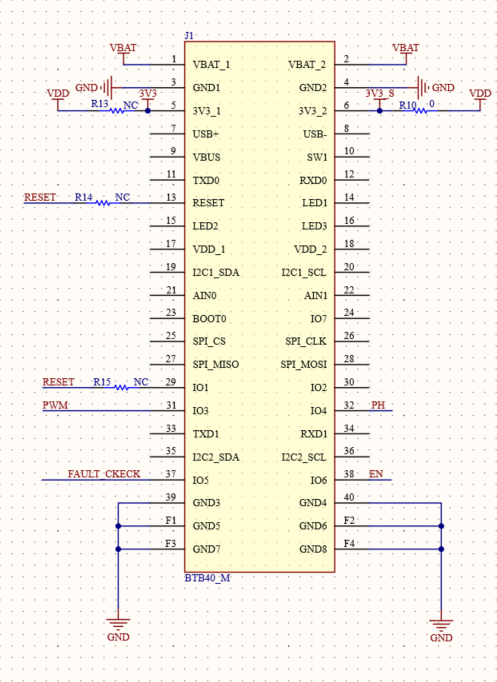 J1
VBAT 1 VBAT_1 VBAT_2 2 VBAT
GND 3 GND1 GND2 4 GND
VDD R13 NC 3V3 5 3V3_1 3V3_2 6 3V3_S R10 0 VDD
7 USB+ USB- 8
9 VBUS SW1 10
11 TXD0 RXD0 12
RESET R14 NC 13 RESET LED1 14
15 LED2 LED3 16
17 VDD_1 VDD_2 18
19 I2C1_SDA I2C1_SCL 20
21 AIN0 AIN1 22
23 BOOT0 IO7 24
25 SPI_CS SPI_CLK 26
27 SPI_MISO SPI_MOSI 28
RESET R15 NC 29 IO1 IO2 30
PWM 31 IO3 IO4 32 PH
33 TXD1 RXD1 34
35 I2C2_SDA I2C2_SCL 36
FAULT_CKECK 37 IO5 IO6 38 EN
39 GND3 GND4 40
F1 GND5 GND6 F2
F3 GND7 GND8 F4
BTB40_M
GND GND